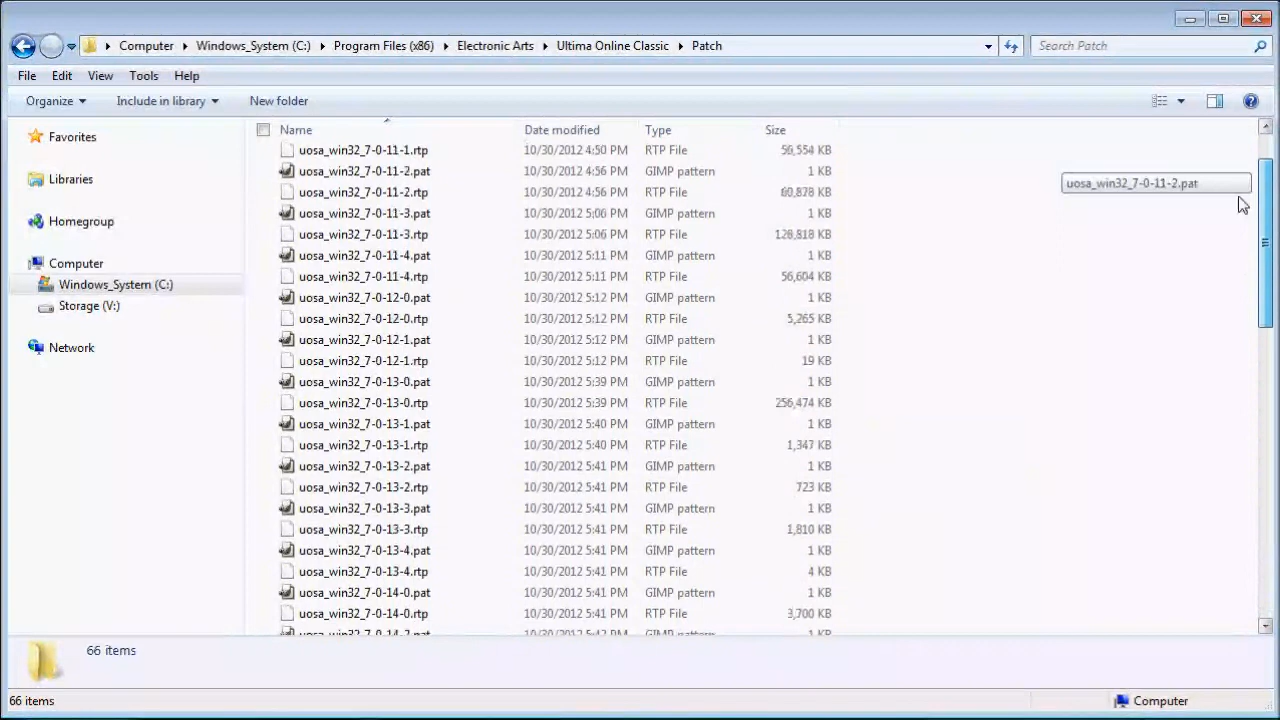 Computer Windows_System (C:) Program Files (x86) Electronic Arts Ultima Online Classic Patch Search Patch
File Edit View Tools Help
Organize Include in library New folder
Name Date modified Type Size
Favorites
Libraries
Homegroup
Computer
Windows_System (C:)
Storage (V:)
Network
uosa_win32_7-0-11-1.rtp 10/30/2012 4:50 PM RTP File 56,554 KB
uosa_win32_7-0-11-2.pat 10/30/2012 4:56 PM GIMP pattern 1 KB
uosa_win32_7-0-11-2.rtp 10/30/2012 4:56 PM RTP File 60,878 KB
uosa_win32_7-0-11-3.pat 10/30/2012 5:06 PM GIMP pattern 1 KB
uosa_win32_7-0-11-3.rtp 10/30/2012 5:06 PM RTP File 128,818 KB
uosa_win32_7-0-11-4.pat 10/30/2012 5:11 PM GIMP pattern 1 KB
uosa_win32_7-0-11-4.rtp 10/30/2012 5:11 PM RTP File 56,604 KB
uosa_win32_7-0-12-0.pat 10/30/2012 5:12 PM GIMP pattern 1 KB
uosa_win32_7-0-12-0.rtp 10/30/2012 5:12 PM RTP File 5,265 KB
uosa_win32_7-0-12-1.pat 10/30/2012 5:12 PM GIMP pattern 1 KB
uosa_win32_7-0-12-1.rtp 10/30/2012 5:12 PM RTP File 19 KB
uosa_win32_7-0-13-0.pat 10/30/2012 5:39 PM GIMP pattern 1 KB
uosa_win32_7-0-13-0.rtp 10/30/2012 5:39 PM RTP File 256,474 KB
uosa_win32_7-0-13-1.pat 10/30/2012 5:40 PM GIMP pattern 1 KB
uosa_win32_7-0-13-1.rtp 10/30/2012 5:40 PM RTP File 1,347 KB
uosa_win32_7-0-13-2.pat 10/30/2012 5:41 PM GIMP pattern 1 KB
uosa_win32_7-0-13-2.rtp 10/30/2012 5:41 PM RTP File 723 KB
uosa_win32_7-0-13-3.pat 10/30/2012 5:41 PM GIMP pattern 1 KB
uosa_win32_7-0-13-3.rtp 10/30/2012 5:41 PM RTP File 1,810 KB
uosa_win32_7-0-13-4.pat 10/30/2012 5:41 PM GIMP pattern 1 KB
uosa_win32_7-0-13-4.rtp 10/30/2012 5:41 PM RTP File 4 KB
uosa_win32_7-0-14-0.pat 10/30/2012 5:41 PM GIMP pattern 1 KB
uosa_win32_7-0-14-0.rtp 10/30/2012 5:41 PM RTP File 3,700 KB
uosa_win32_7-0-11-2.pat
66 items
66 items Computer